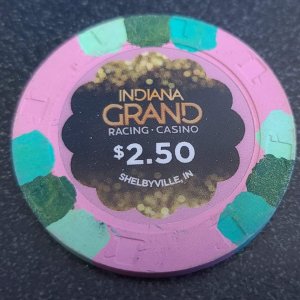 INDIANA
GRAND
RACING · CASINO
$2.50
SHELBYVILLE, IN